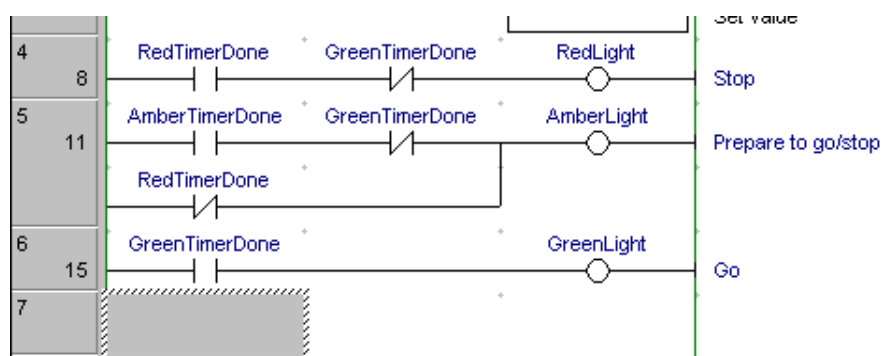 Set Value
4 RedTimerDone GreenTimerDone RedLight
8 Stop
5 AmberTimerDone GreenTimerDone AmberLight
11 Prepare to go/stop
RedTimerDone
6 GreenTimerDone GreenLight
15 Go
7